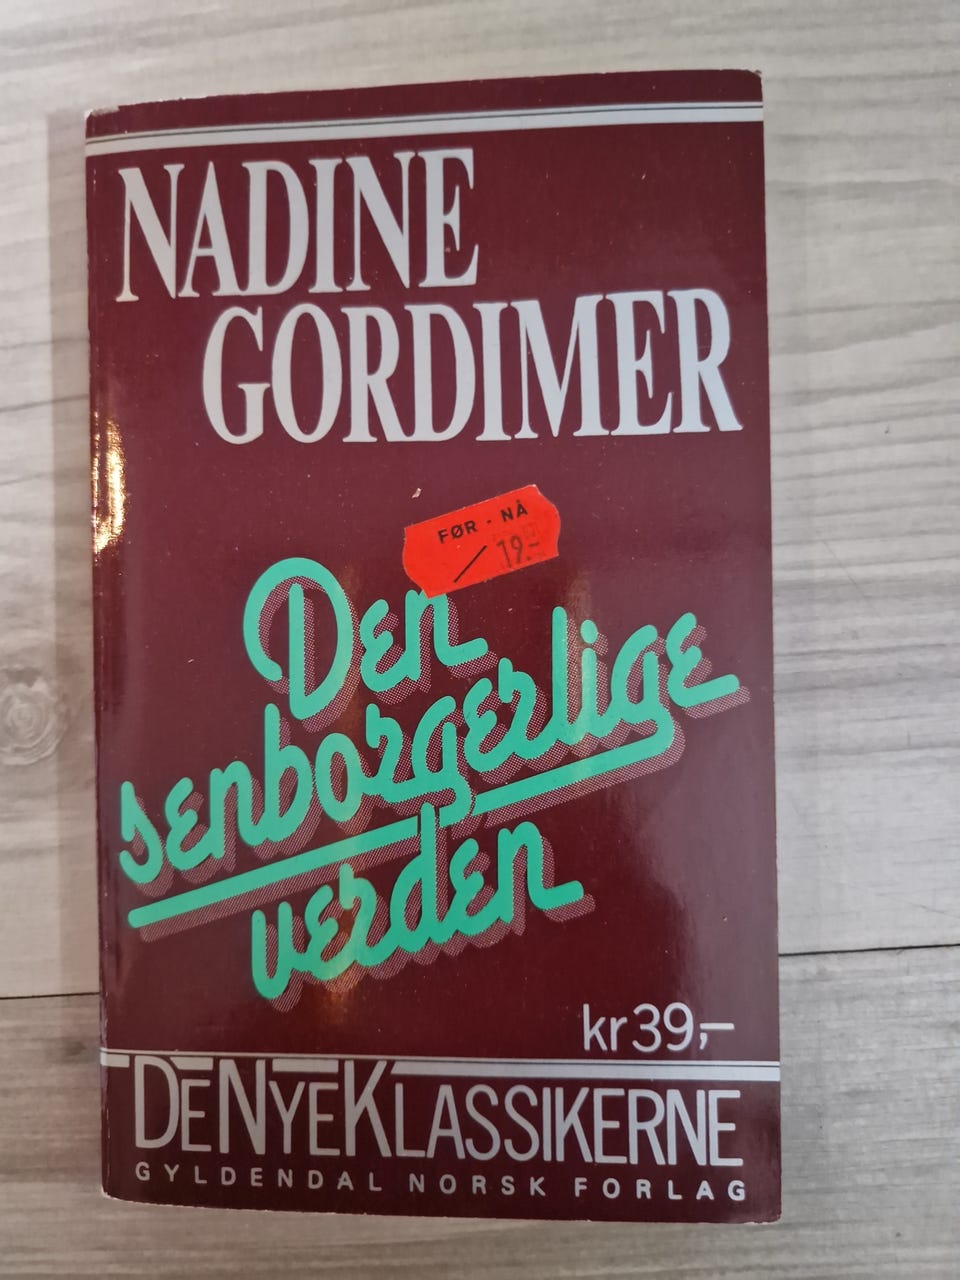 NADINE
GORDIMER
FØR - NÅ
19.-
Den
senborgerlige
verden
kr 39,-
DE NYE KLASSIKERNE
GYLDENDAL NORSK FORLAG